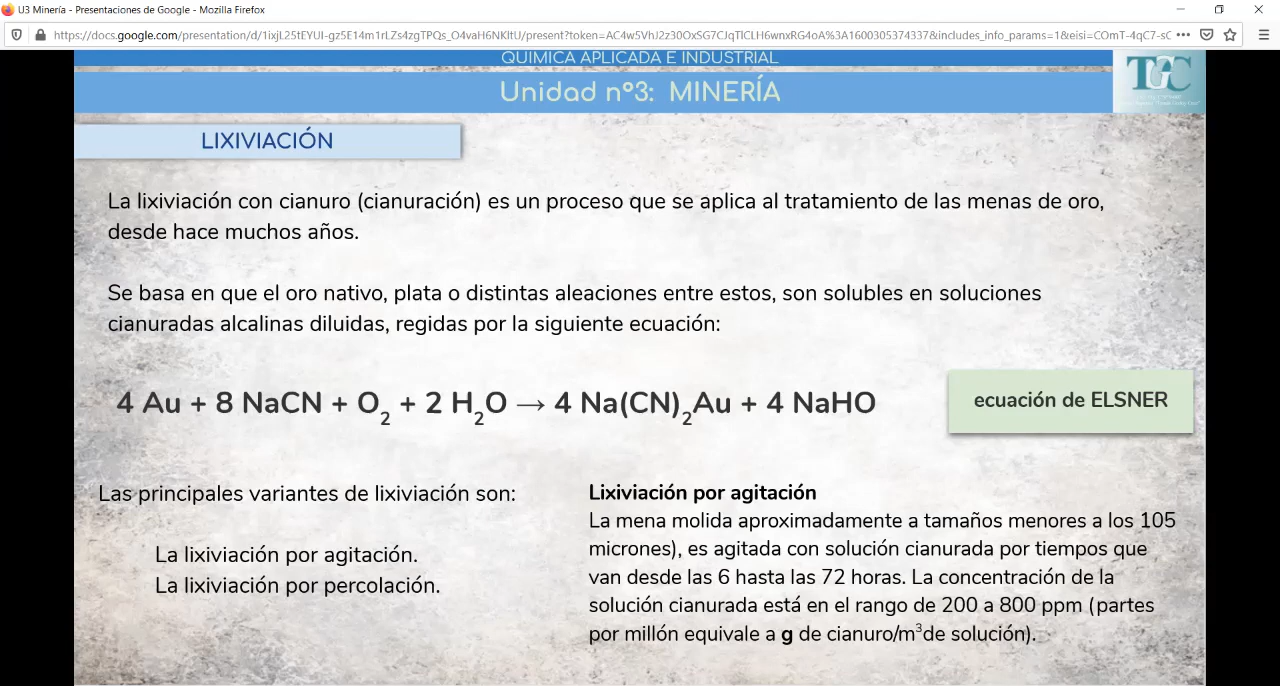 U3 Minería - Presentaciones de Google - Mozilla Firefox
https://docs.google.com/presentation/d/1ixjL25tEYUI-gz5E14m1rLZs4zgTPQs_O4vaH6NKItU/present?token=AC4w5VhJ2z30OxSG7CJqTlCLH6wnxRG4oA%3A1600305374337&includes_info_params=1&eisi=COmT-4qC7-sC
QUÍMICA APLICADA E INDUSTRIAL
Unidad nº3: MINERÍA
TGC
LIXIVIACIÓN
La lixiviación con cianuro (cianuración) es un proceso que se aplica al tratamiento de las menas de oro,
desde hace muchos años.
Se basa en que el oro nativo, plata o distintas aleaciones entre estos, son solubles en soluciones
cianuradas alcalinas diluidas, regidas por la siguiente ecuación:
4 Au + 8 NaCN + O₂ + 2 H₂O → 4 Na(CN)₂Au + 4 NaHO
ecuación de ELSNER
Las principales variantes de lixiviación son:
La lixiviación por agitación.
La lixiviación por percolación.
Lixiviación por agitación
La mena molida aproximadamente a tamaños menores a los 105
micrones), es agitada con solución cianurada por tiempos que
van desde las 6 hasta las 72 horas. La concentración de la
solución cianurada está en el rango de 200 a 800 ppm (partes
por millón equivale a g de cianuro/m³de solución).